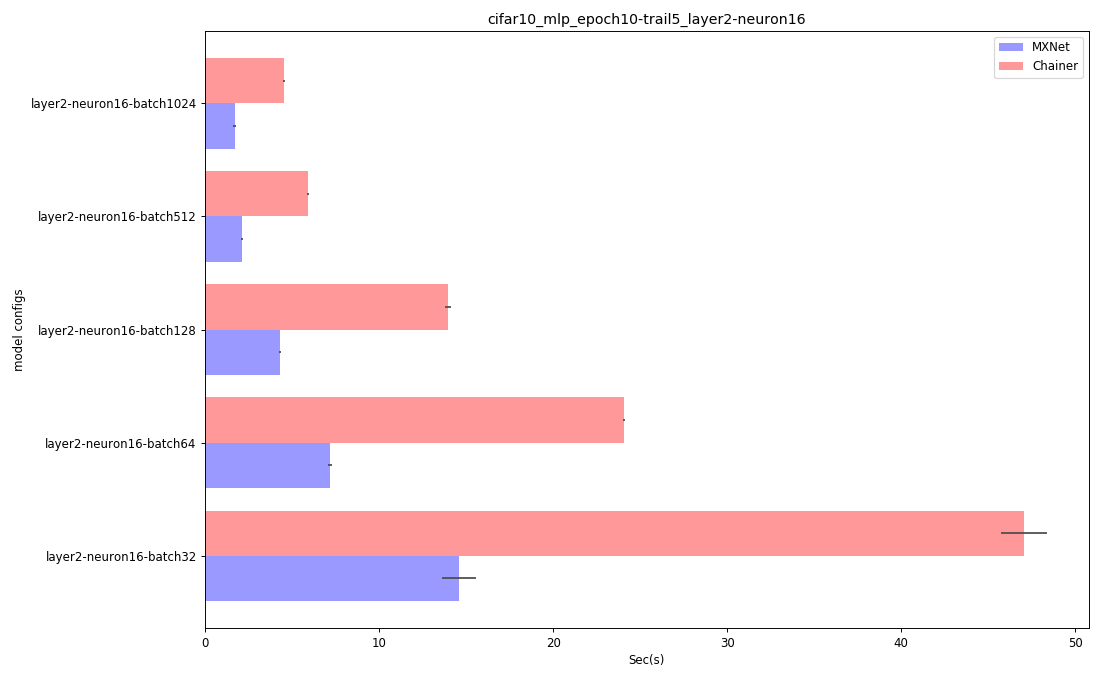 cifar10_mlp_epoch10-trail5_layer2-neuron16
MXNet
Chainer
layer2-neuron16-batch1024
layer2-neuron16-batch512
layer2-neuron16-batch128
layer2-neuron16-batch64
layer2-neuron16-batch32
model configs
0 10 20 30 40 50
Sec(s)